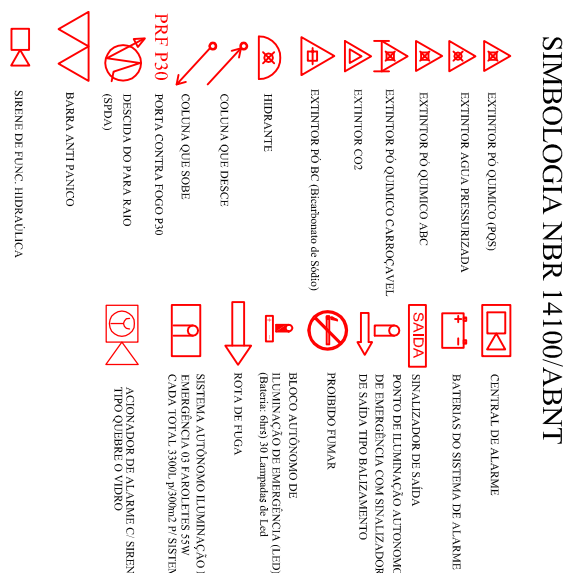 SIMBOLOGIA NBR 14100/ABNT
EXTINTOR PÓ QUIMICO (PQS)
EXTINTOR AGUA PRESSURIZADA
EXTINTOR PÓ QUIMICO ABC
EXTINTOR PÓ QUIMICO CARROÇAVEL
EXTINTOR CO2
EXTINTOR PÓ BC (Bicarbonato de Sódio)
HIDRANTE
COLUNA QUE DESCE
COLUNA QUE SOBE
PRF P30
PORTA CONTRA FOGO P30
DESCIDA DO PARA RAIO
(SPDA)
BARRA ANTI PANICO
SIRENE DE FUNC. HIDRAÚLICA
CENTRAL DE ALARME
BATERIAS DO SISTEMA DE ALARME
SAIDA
SINALIZADOR DE SAÍDA
PONTO DE ILUMINAÇÃO AUTONOMO
DE EMERGÊNCIA COM SINALIZADOR
DE SAÍDA TIPO BALIZAMENTO
PROIBIDO FUMAR
BLOCO AUTÔNOMO DE
ILUMINAÇÃO DE EMERGÊNCIA (LED)
(Bateria: 6hrs) 30 Lampadas de Led
ROTA DE FUGA
SISTEMA AUTÔNOMO ILUMINAÇÃO
EMERGÊNCIA 03 FAROLETES 55W
CADA TOTAL 3300L p/300m2 P/ SISTEM
ACIONADOR DE ALARME C/ SIREN
TIPO QUEBRE O VIDRO